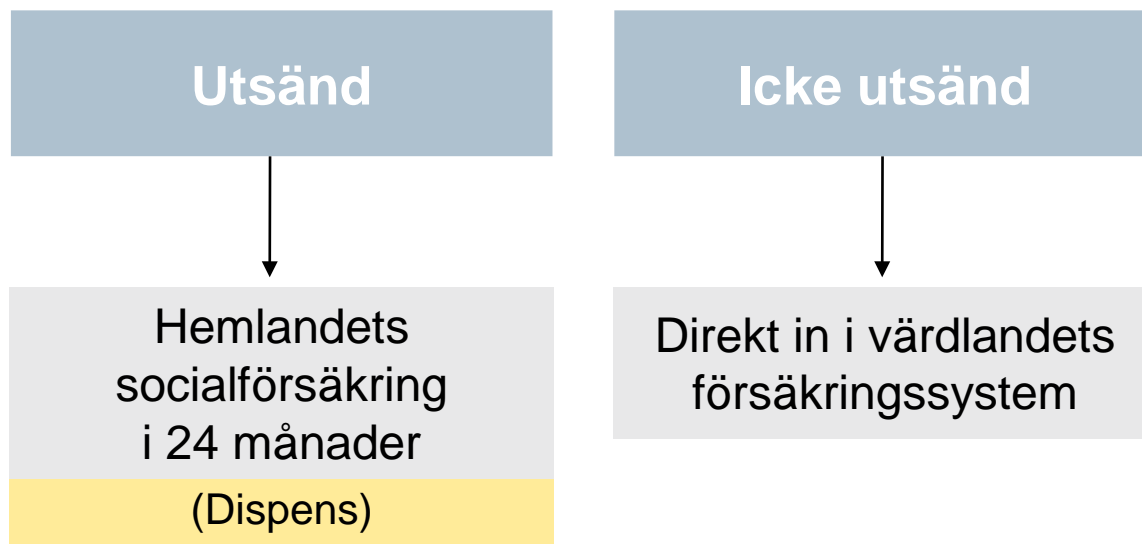 Utsänd
Icke utsänd
Hemlandets
socialförsäkring
i 24 månader
(Dispens)
Direkt in i värdlandets
försäkringssystem